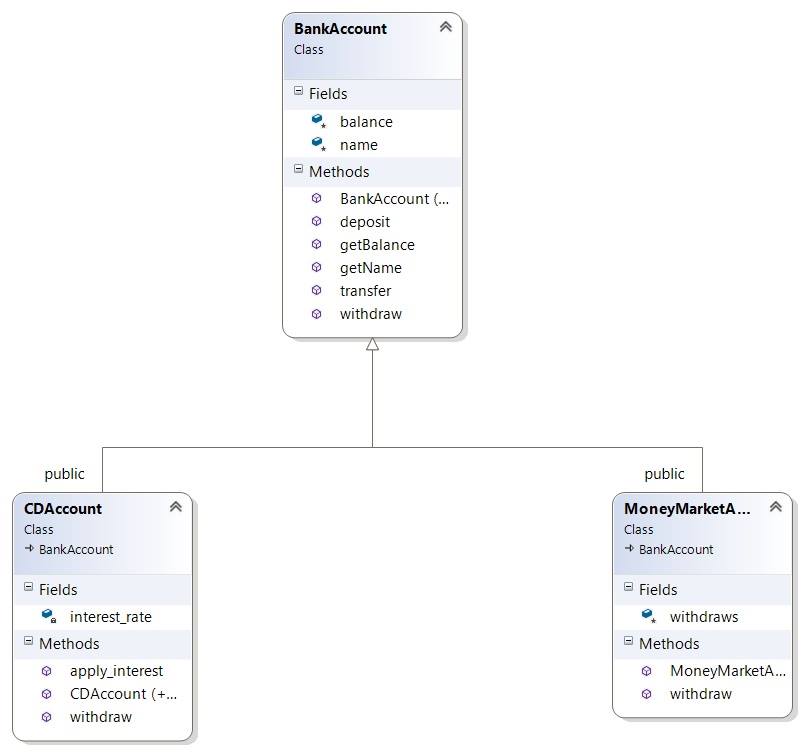 BankAccount
Class
Fields
balance
name
Methods
BankAccount (...
deposit
getBalance
getName
transfer
withdraw
public
CDAccount
Class
BankAccount
Fields
interest_rate
Methods
apply_interest
CDAccount (+...
withdraw
public
MoneyMarketA...
Class
BankAccount
Fields
withdraws
Methods
MoneyMarketA...
withdraw